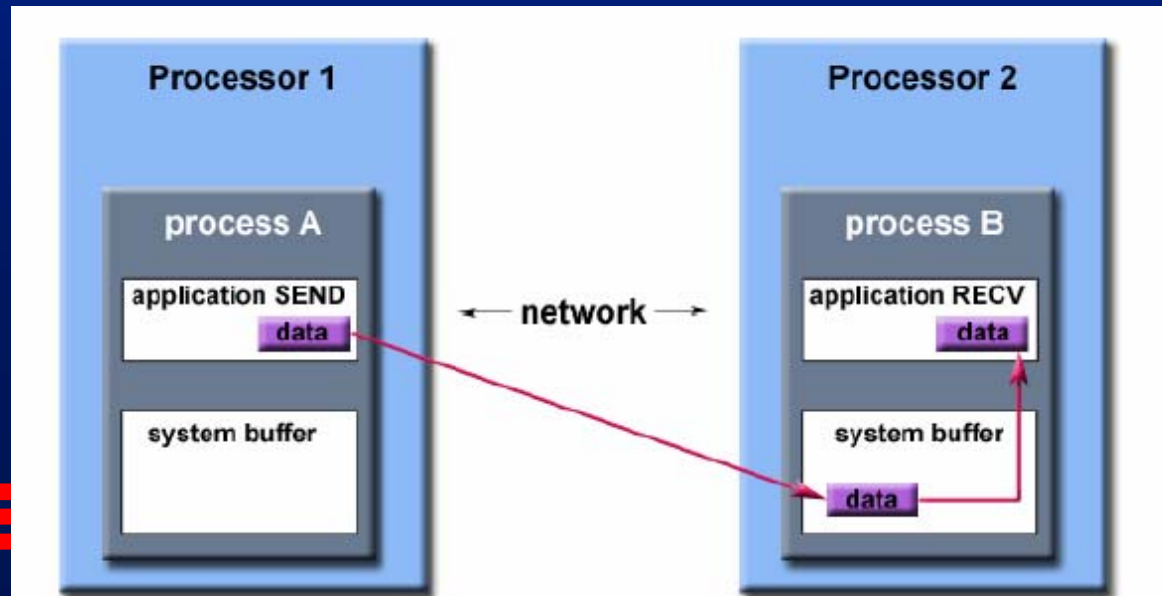 Processor 1
process A
application SEND
data
system buffer
network
Processor 2
process B
application RECV
data
system buffer
data